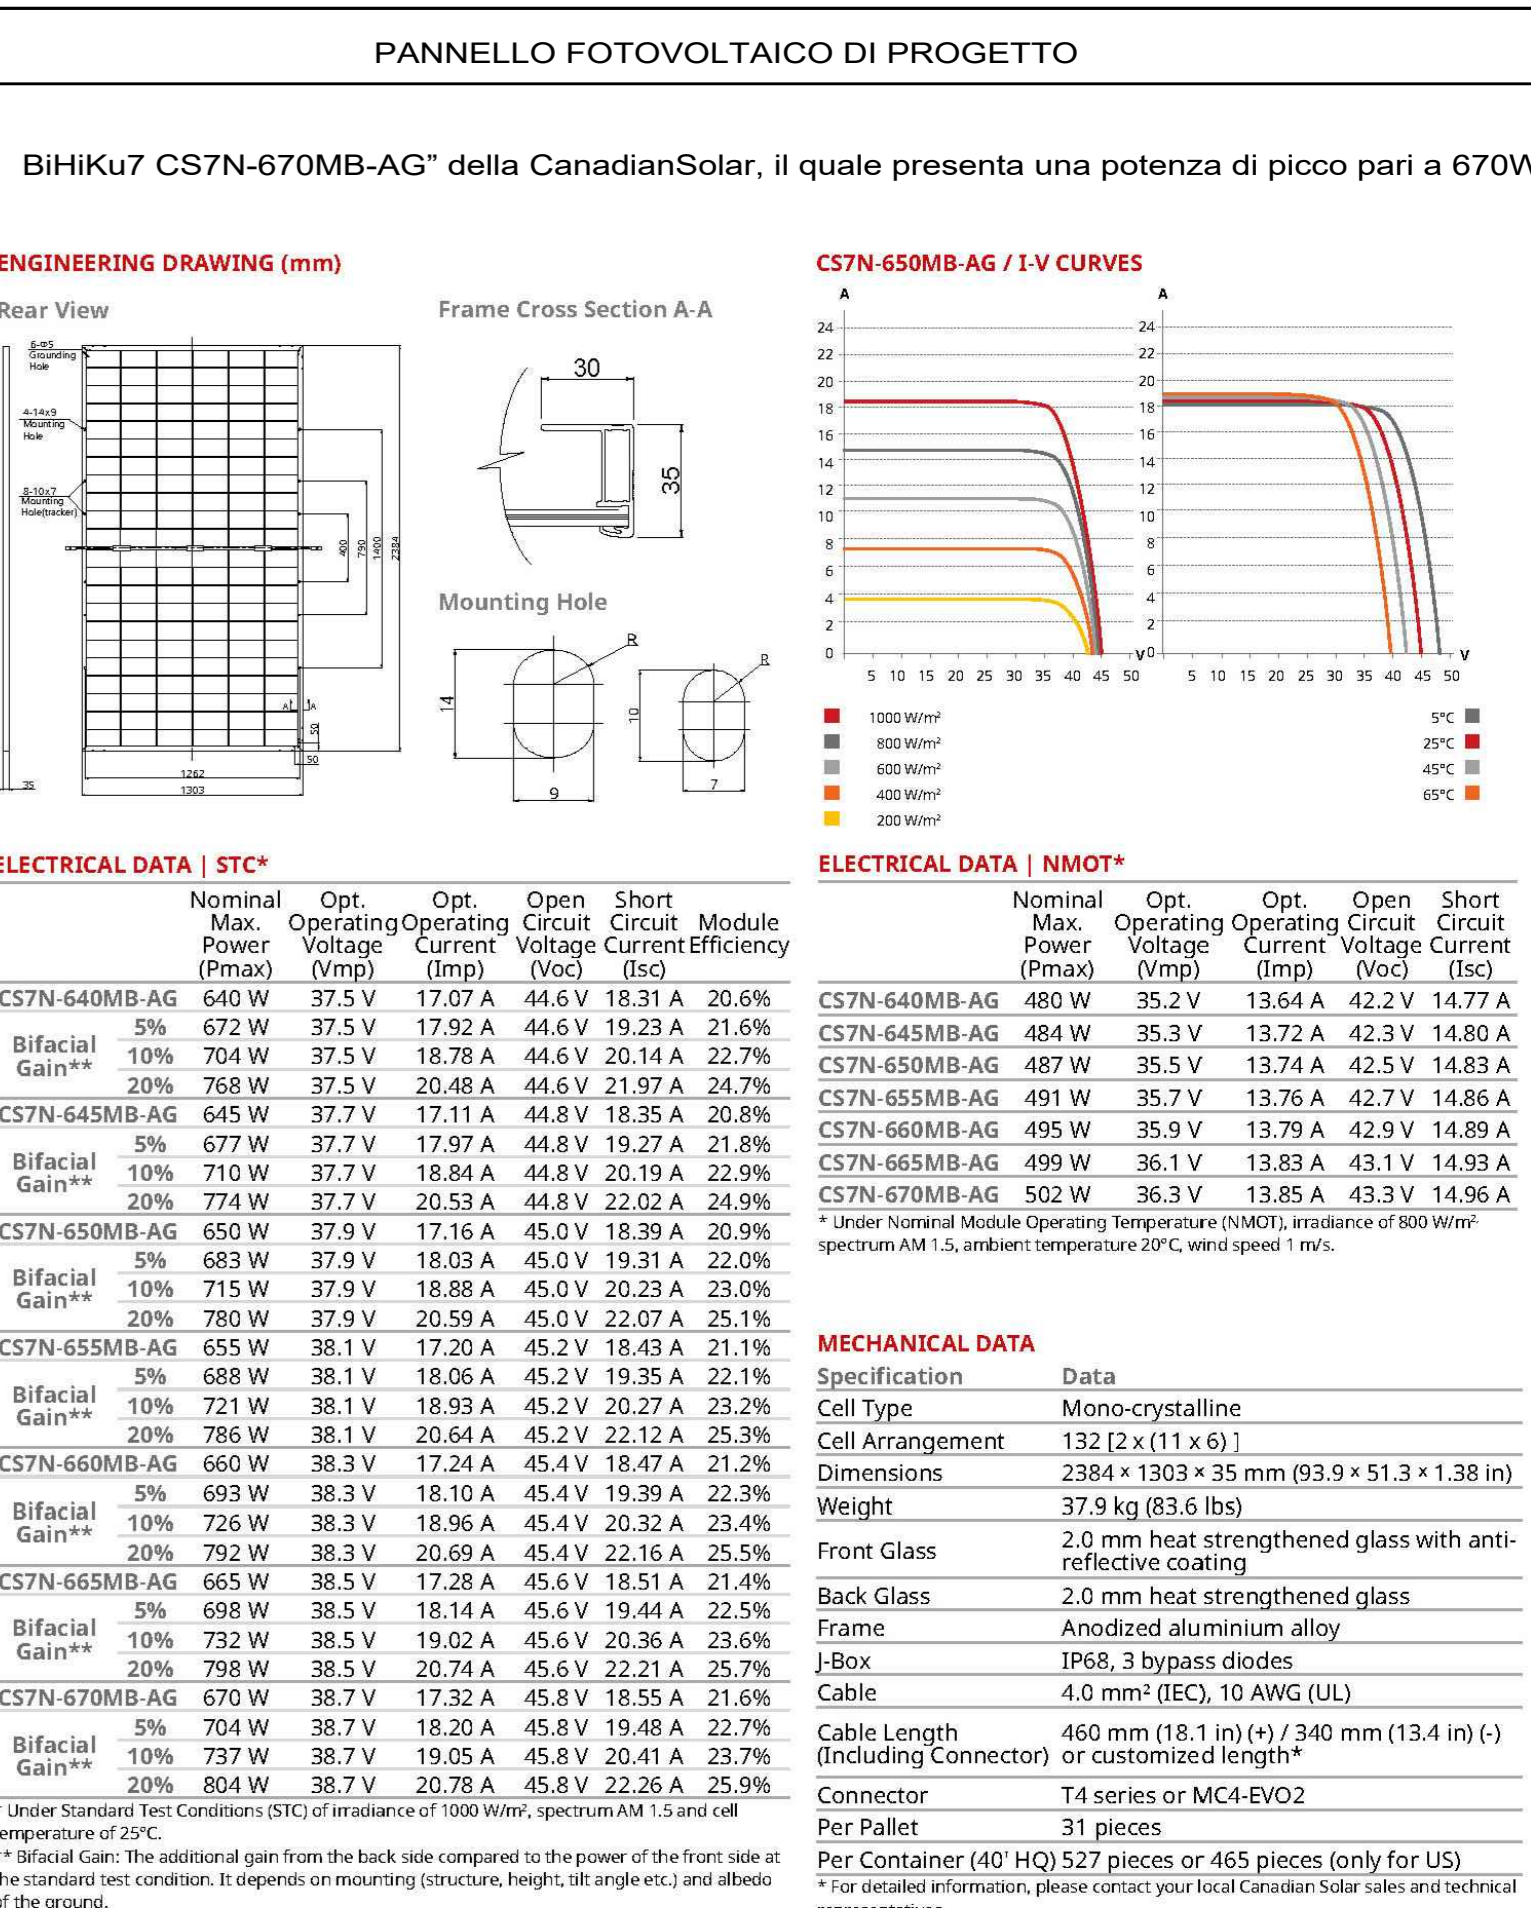 PANNELLO FOTOVOLTAICO DI PROGETTO
BiHiKu7 CS7N-670MB-AG” della CanadianSolar, il quale presenta una potenza di picco pari a 670W
ENGINEERING DRAWING (mm)
Rear View
6-Φ5
Grounding
Hole
4-14x9
Mounting
Hole
8-10x7
Mounting
Hole(tracker)
400
790
1400
2384
A A
50
50
1262
1303
35
Frame Cross Section A-A
30
35
Mounting Hole
R
14
9
R
10
7
CS7N-650MB-AG / I-V CURVES
A
24
22
20
18
16
14
12
10
8
6
4
2
0
5 10 15 20 25 30 35 40 45 50
V
A
24
22
20
18
16
14
12
10
8
6
4
2
0
5 10 15 20 25 30 35 40 45 50
V
1000 W/m²
800 W/m²
600 W/m²
400 W/m²
200 W/m²
5°C
25°C
45°C
65°C
ELECTRICAL DATA | STC*
Nominal Max. Power (Pmax) Opt. Operating Voltage (Vmp) Opt. Operating Current (Imp) Open Circuit Voltage (Voc) Short Circuit Current (Isc) Module Efficiency
CS7N-640MB-AG 640 W 37.5 V 17.07 A 44.6 V 18.31 A 20.6%
Bifacial Gain**
5% 672 W 37.5 V 17.92 A 44.6 V 19.23 A 21.6%
10% 704 W 37.5 V 18.78 A 44.6 V 20.14 A 22.7%
20% 768 W 37.5 V 20.48 A 44.6 V 21.97 A 24.7%
CS7N-645MB-AG 645 W 37.7 V 17.11 A 44.8 V 18.35 A 20.8%
Bifacial Gain**
5% 677 W 37.7 V 17.97 A 44.8 V 19.27 A 21.8%
10% 710 W 37.7 V 18.84 A 44.8 V 20.19 A 22.9%
20% 774 W 37.7 V 20.53 A 44.8 V 22.02 A 24.9%
CS7N-650MB-AG 650 W 37.9 V 17.16 A 45.0 V 18.39 A 20.9%
Bifacial Gain**
5% 683 W 37.9 V 18.03 A 45.0 V 19.31 A 22.0%
10% 715 W 37.9 V 18.88 A 45.0 V 20.23 A 23.0%
20% 780 W 37.9 V 20.59 A 45.0 V 22.07 A 25.1%
CS7N-655MB-AG 655 W 38.1 V 17.20 A 45.2 V 18.43 A 21.1%
Bifacial Gain**
5% 688 W 38.1 V 18.06 A 45.2 V 19.35 A 22.1%
10% 721 W 38.1 V 18.93 A 45.2 V 20.27 A 23.2%
20% 786 W 38.1 V 20.64 A 45.2 V 22.12 A 25.3%
CS7N-660MB-AG 660 W 38.3 V 17.24 A 45.4 V 18.47 A 21.2%
Bifacial Gain**
5% 693 W 38.3 V 18.10 A 45.4 V 19.39 A 22.3%
10% 726 W 38.3 V 18.96 A 45.4 V 20.32 A 23.4%
20% 792 W 38.3 V 20.69 A 45.4 V 22.16 A 25.5%
CS7N-665MB-AG 665 W 38.5 V 17.28 A 45.6 V 18.51 A 21.4%
Bifacial Gain**
5% 698 W 38.5 V 18.14 A 45.6 V 19.44 A 22.5%
10% 732 W 38.5 V 19.02 A 45.6 V 20.36 A 23.6%
20% 798 W 38.5 V 20.74 A 45.6 V 22.21 A 25.7%
CS7N-670MB-AG 670 W 38.7 V 17.32 A 45.8 V 18.55 A 21.6%
Bifacial Gain**
5% 704 W 38.7 V 18.20 A 45.8 V 19.48 A 22.7%
10% 737 W 38.7 V 19.05 A 45.8 V 20.41 A 23.7%
20% 804 W 38.7 V 20.78 A 45.8 V 22.26 A 25.9%
* Under Standard Test Conditions (STC) of irradiance of 1000 W/m², spectrum AM 1.5 and cell
temperature of 25°C.
** Bifacial Gain: The additional gain from the back side compared to the power of the front side at
the standard test condition. It depends on mounting (structure, height, tilt angle etc.) and albedo
of the ground.
ELECTRICAL DATA | NMOT*
Nominal Max. Power (Pmax) Opt. Operating Voltage (Vmp) Opt. Operating Current (Imp) Open Circuit Voltage (Voc) Short Circuit Current (Isc)
CS7N-640MB-AG 480 W 35.2 V 13.64 A 42.2 V 14.77 A
CS7N-645MB-AG 484 W 35.3 V 13.72 A 42.3 V 14.80 A
CS7N-650MB-AG 487 W 35.5 V 13.74 A 42.5 V 14.83 A
CS7N-655MB-AG 491 W 35.7 V 13.76 A 42.7 V 14.86 A
CS7N-660MB-AG 495 W 35.9 V 13.79 A 42.9 V 14.89 A
CS7N-665MB-AG 499 W 36.1 V 13.83 A 43.1 V 14.93 A
CS7N-670MB-AG 502 W 36.3 V 13.85 A 43.3 V 14.96 A
* Under Nominal Module Operating Temperature (NMOT), irradiance of 800 W/m²,
spectrum AM 1.5, ambient temperature 20°C, wind speed 1 m/s.
MECHANICAL DATA
Specification Data
Cell Type Mono-crystalline
Cell Arrangement 132 [2 x (11 x 6) ]
Dimensions 2384 × 1303 × 35 mm (93.9 × 51.3 × 1.38 in)
Weight 37.9 kg (83.6 lbs)
Front Glass 2.0 mm heat strengthened glass with anti-
reflective coating
Back Glass 2.0 mm heat strengthened glass
Frame Anodized aluminium alloy
J-Box IP68, 3 bypass diodes
Cable 4.0 mm² (IEC), 10 AWG (UL)
Cable Length 460 mm (18.1 in) (+) / 340 mm (13.4 in) (-)
(Including Connector) or customized length*
Connector T4 series or MC4-EVO2
Per Pallet 31 pieces
Per Container (40' HQ) 527 pieces or 465 pieces (only for US)
* For detailed information, please contact your local Canadian Solar sales and technical